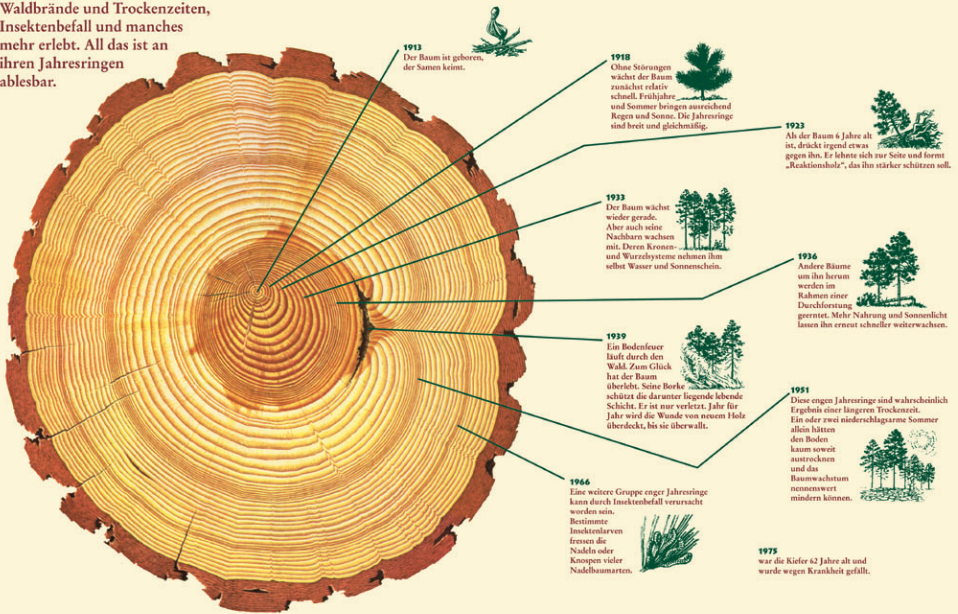 Waldbrände und Trockenzeiten,
Insektenbefall und manches
mehr erlebt. All das ist an
ihren Jahresringen
ablesbar.
1913
Der Baum ist geboren,
der Samen keimt.
1918
Ohne Störungen
wächst der Baum
zunächst relativ
schnell. Frühjahre
und Sommer bringen ausreichend
Regen und Sonne. Die Jahresringe
sind breit und gleichmäßig.
1923
Als der Baum 6 Jahre alt
ist, drückt irgend etwas
gegen ihn. Er lehnte sich zur Seite und formt
„Reaktionsholz“, das ihn stärker schützen soll.
1933
Der Baum wächst
wieder gerade.
Aber auch seine
Nachbarn wachsen
mit. Deren Kronen-
und Wurzelsysteme nehmen ihm
selbst Wasser und Sonnenschein.
1936
Andere Bäume
um ihn herum
werden im
Rahmen einer
Durchforstung
geerntet. Mehr Nahrung und Sonnenlicht
lassen ihn erneut schneller weiterwachsen.
1939
Ein Bodenfeuer
läuft durch den
Wald. Zum Glück
hat der Baum
überlebt. Seine Borke
schützt die darunter liegende lebende
Schicht. Er ist nur verletzt. Jahr für
Jahr wird die Wunde von neuem Holz
überdeckt, bis sie überwallt.
1951
Diese engen Jahresringe sind wahrscheinlich
Ergebnis einer längeren Trockenzeit.
Ein oder zwei niederschlagsarme Sommer
allein hätten
den Boden
kaum soweit
austrocknen
und das
Baumwachstum
nennenswert
mindern können.
1966
Eine weitere Gruppe enger Jahresringe
kann durch Insektenbefall verursacht
worden sein.
Bestimmte
Insektenlarven
fressen die
Nadeln oder
Knospen vieler
Nadelbaumarten.
1975
war die Kiefer 62 Jahre alt und
wurde wegen Krankheit gefällt.